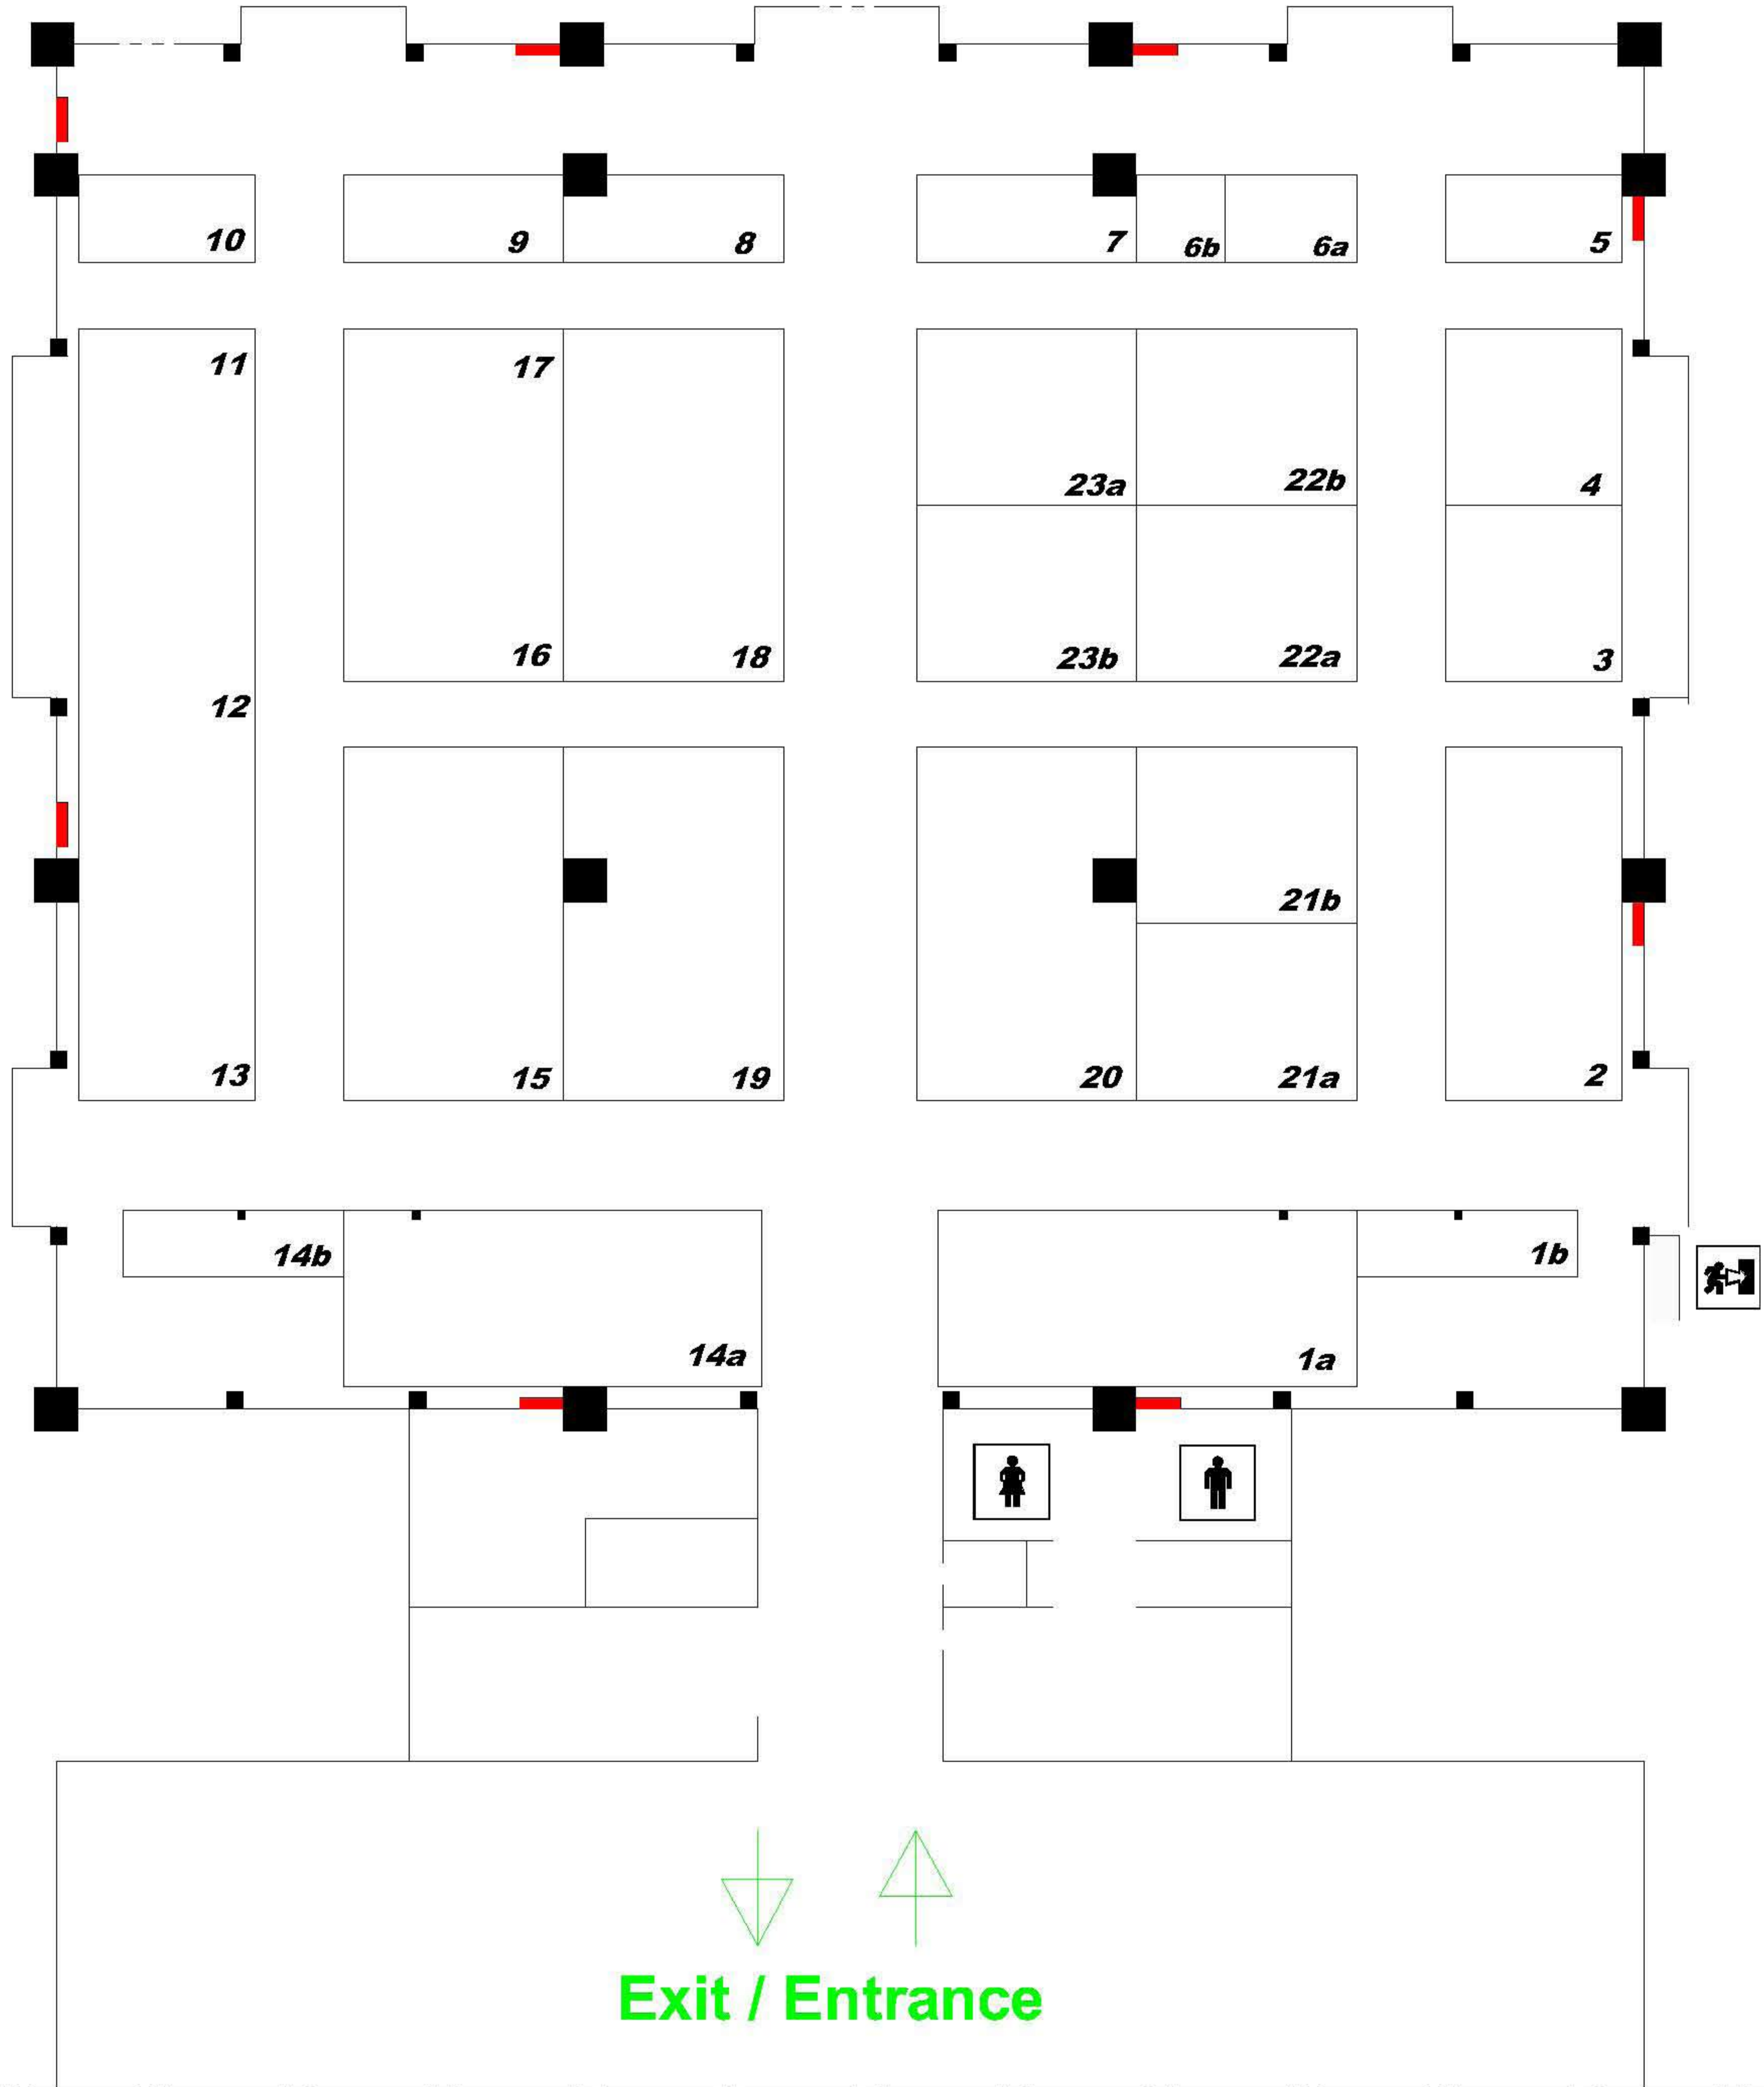 10 9 8 7 6b 6a 5
11 17
23a 22b 4
16 18 23b 22a 3
12
21b
13 15 19 20 21a 2
14b 1b
14a 1a
Exit / Entrance